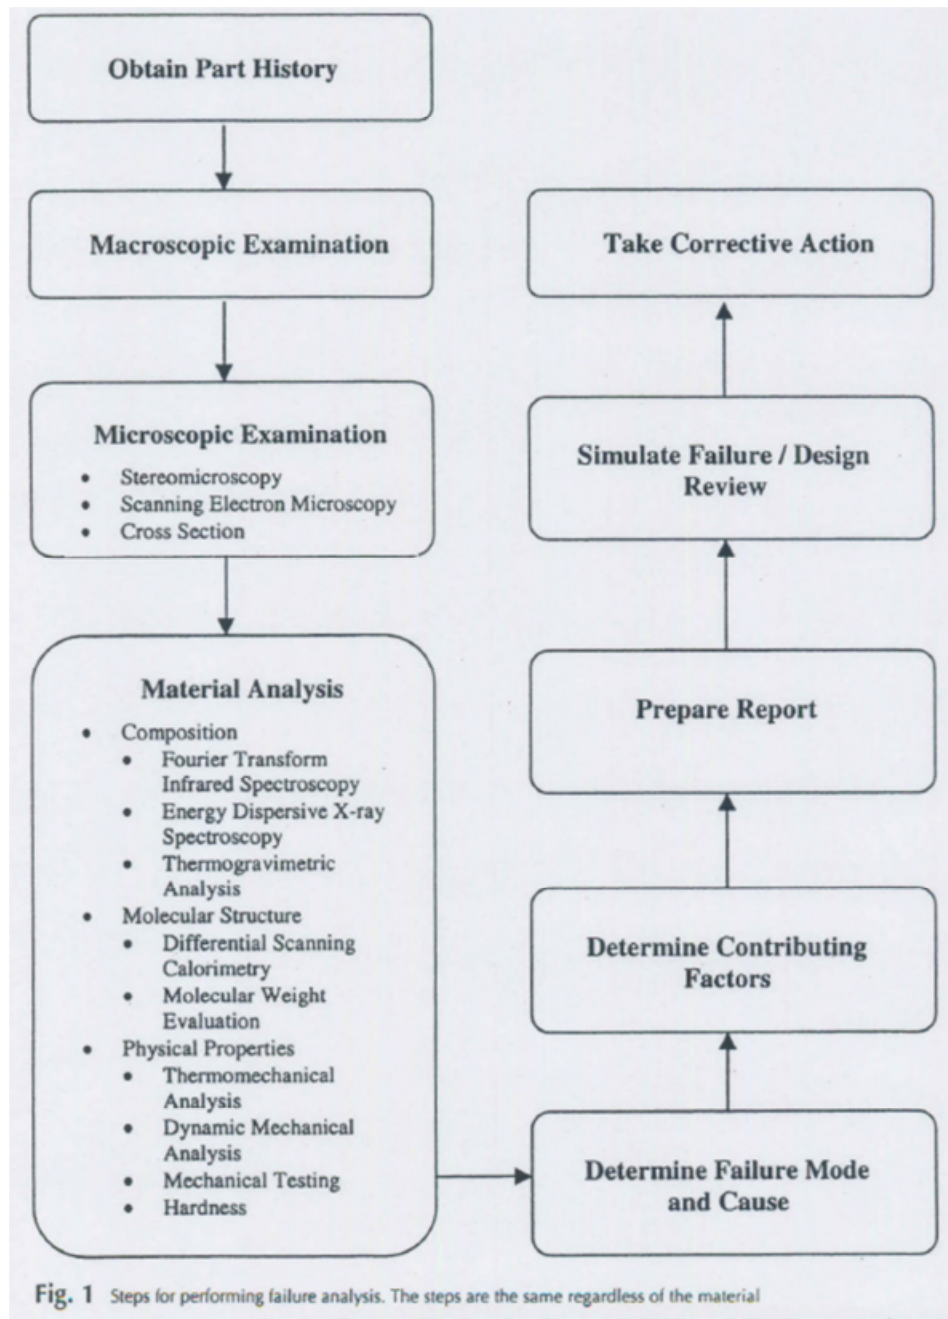 Obtain Part History
Macroscopic Examination
Microscopic Examination
• Stereomicroscopy
• Scanning Electron Microscopy
• Cross Section
Material Analysis
• Composition
• Fourier Transform
Infrared Spectroscopy
• Energy Dispersive X-ray
Spectroscopy
• Thermogravimetric
Analysis
• Molecular Structure
• Differential Scanning
Calorimetry
• Molecular Weight
Evaluation
• Physical Properties
• Thermomechanical
Analysis
• Dynamic Mechanical
Analysis
• Mechanical Testing
• Hardness
Determine Failure Mode
and Cause
Determine Contributing
Factors
Prepare Report
Simulate Failure / Design
Review
Take Corrective Action
Fig. 1 Steps for performing failure analysis. The steps are the same regardless of the material